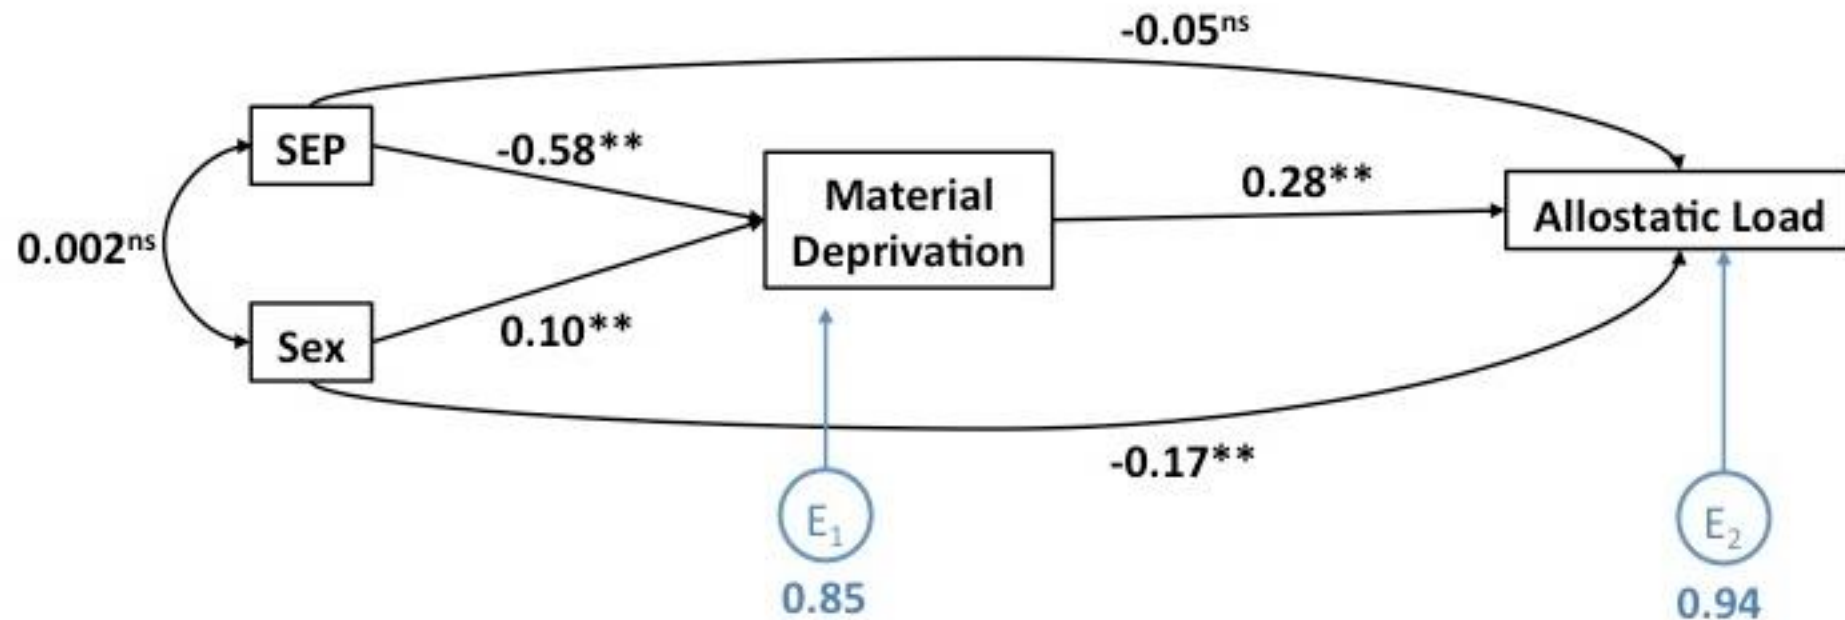 -0.05ns
SEP
-0.58**
Material
Deprivation
0.28**
Allostatic Load
0.002ns
Sex
0.10**
-0.17**
E1
0.85
E2
0.94